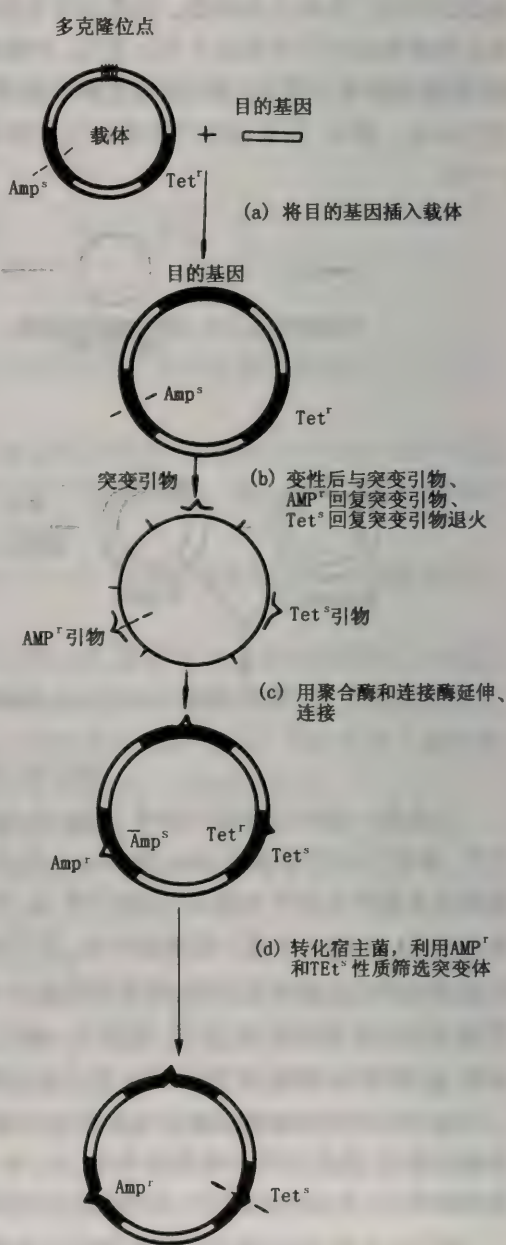 多克隆位点
目的基因
载体
+
Amp^s
Tet^r
(a) 将目的基因插入载体
目的基因
Amp^s
Tet^r
突变引物
(b) 变性后与突变引物、
AMP^r回复突变引物、
Tet^s回复突变引物退火
Tet^s引物
AMP^r引物
(c) 用聚合酶和连接酶延伸、
连接
Amp^s Tet^r
Amp^r
Tet^s
(d) 转化宿主菌，利用AMP^r
和TEt^s性质筛选突变体
Amp^r
Tet^s